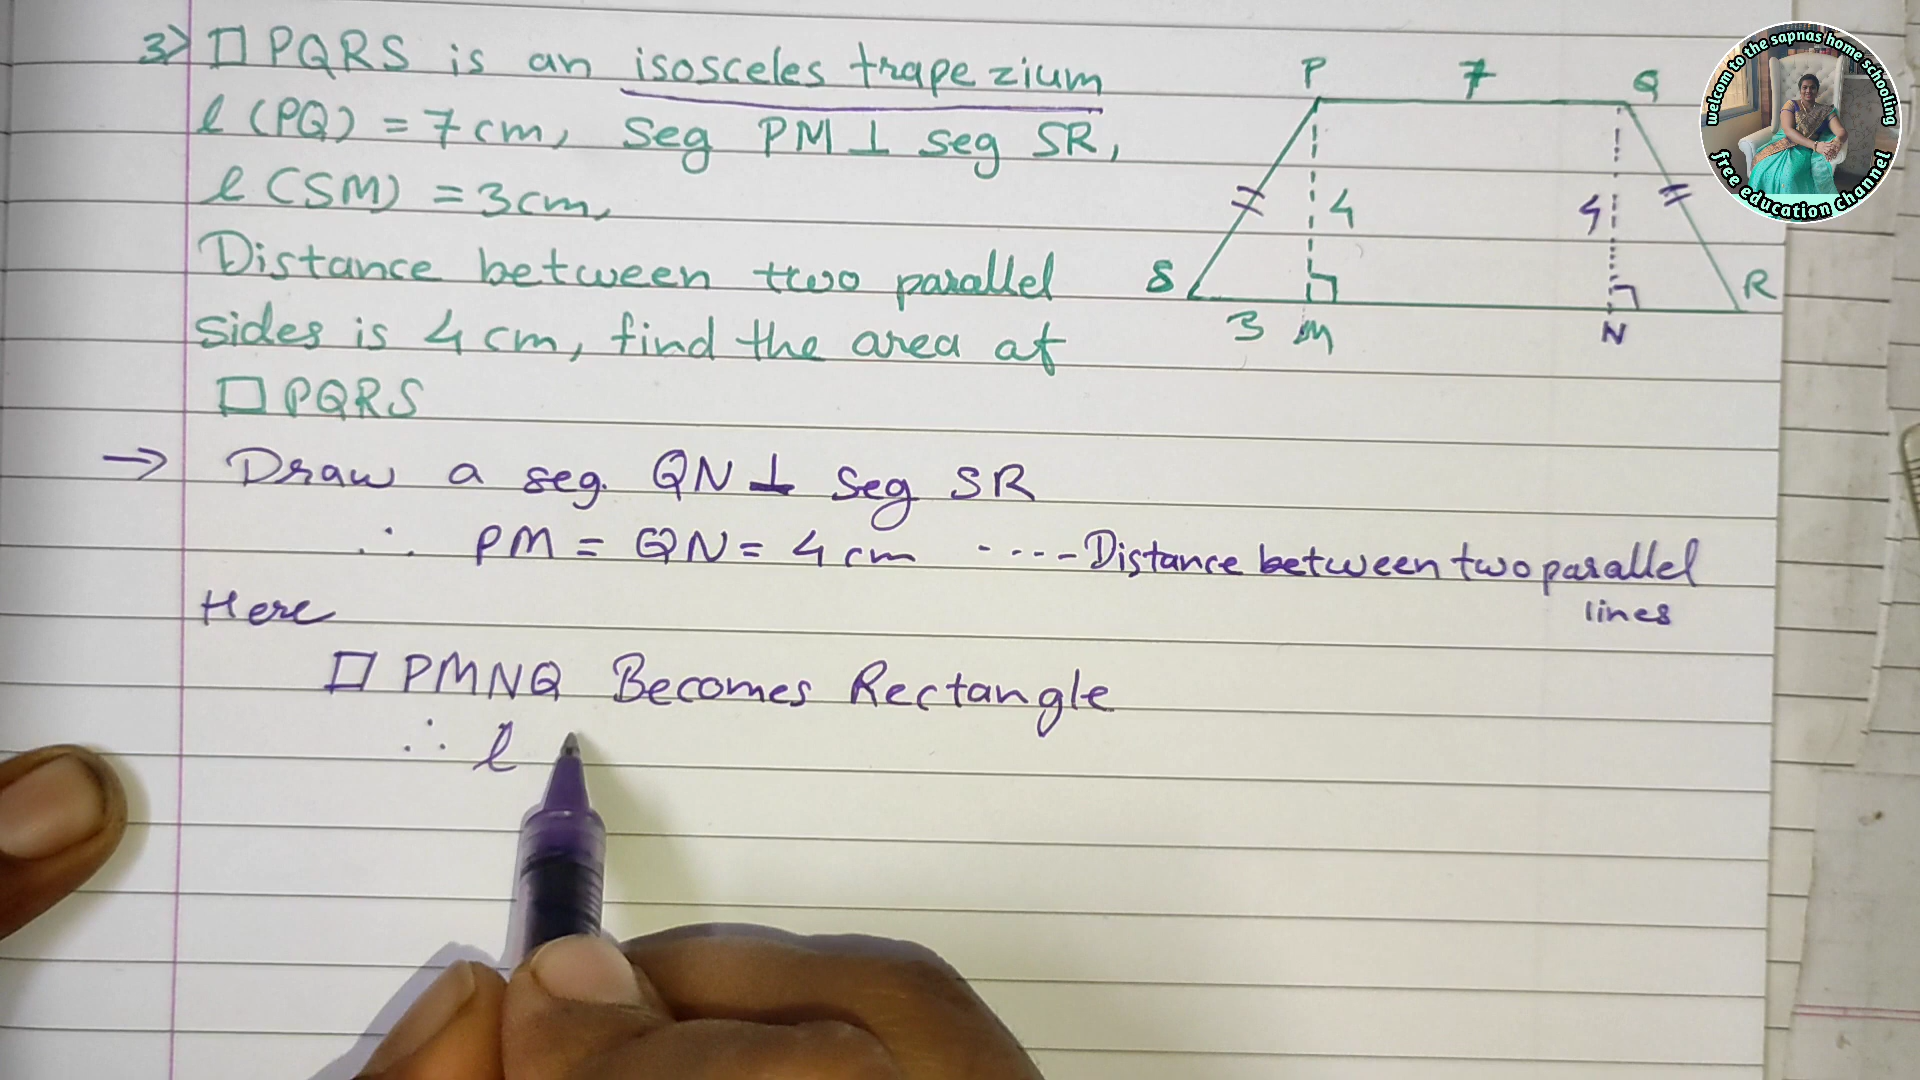 3> □ PQRS is an isosceles trapezium
l (PQ) = 7 cm, seg PM ⊥ seg SR,
l (SM) = 3cm,
Distance between two parallel
sides is 4 cm, find the area of
□ PQRS
P 7 Q
4 4
S R
3 M N
→ Draw a seg. QN ⊥ seg SR
∴ PM = QN = 4 cm ---- Distance between two parallel
lines
Here
□ PMNQ Becomes Rectangle
∴ l
welcom to the sapnas home schooling
free education channel